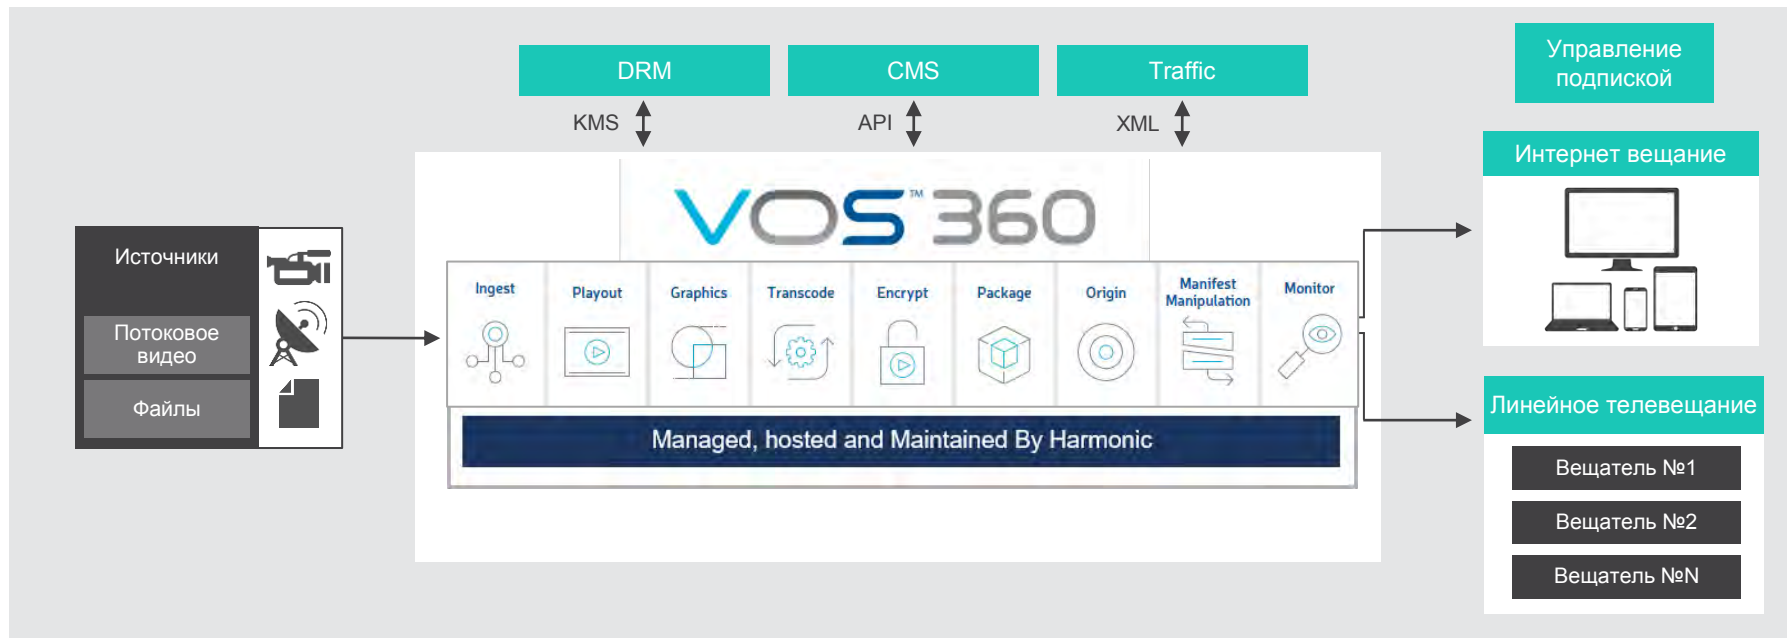 DRM
CMS
Traffic
Управление
подпиской
KMS
API
XML
Интернет вещание
VOS™360
Источники
Потоковое
видео
Файлы
Ingest
Playout
Graphics
Transcode
Encrypt
Package
Origin
Manifest
Manipulation
Monitor
Managed, hosted and Maintained By Harmonic
Линейное телевещание
Вещатель №1
Вещатель №2
Вещатель №N